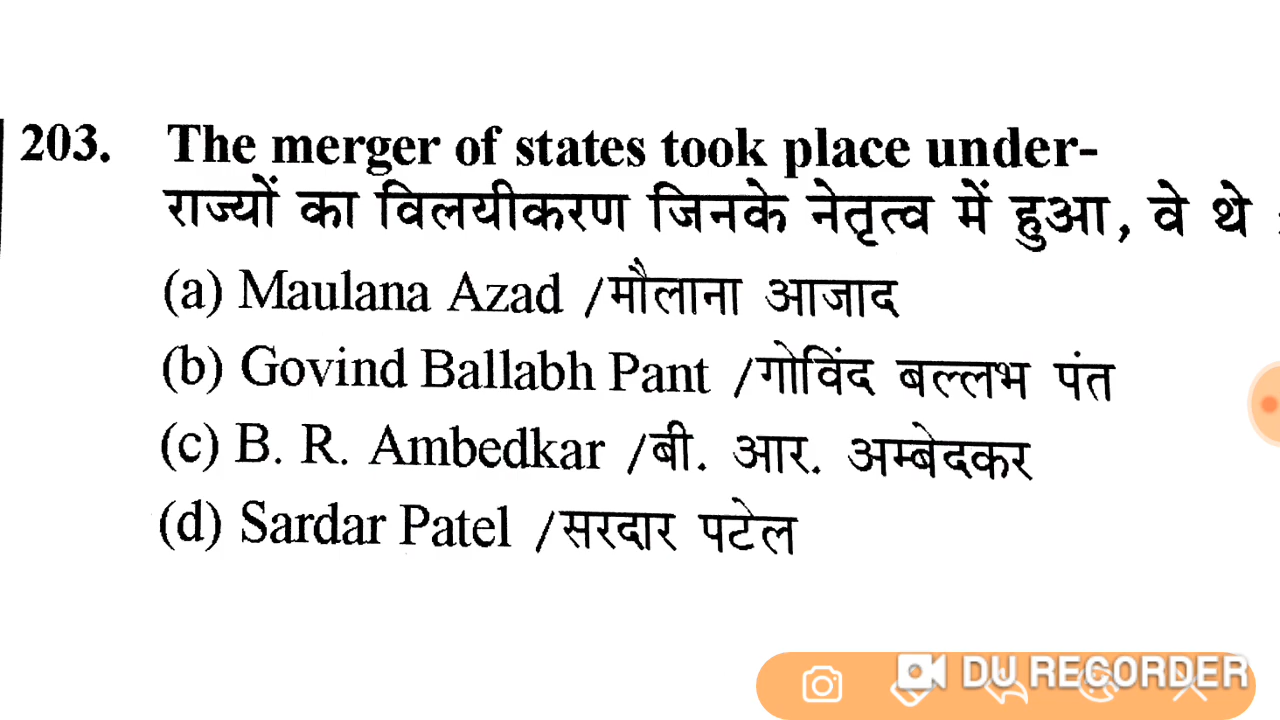 203. The merger of states took place under-
राज्यों का विलयीकरण जिनके नेतृत्व में हुआ, वे थे
(a) Maulana Azad /मौलाना आजाद
(b) Govind Ballabh Pant /गोविंद बल्लभ पंत
(c) B. R. Ambedkar /बी. आर. अम्बेदकर
(d) Sardar Patel /सरदार पटेल
DU RECORDER